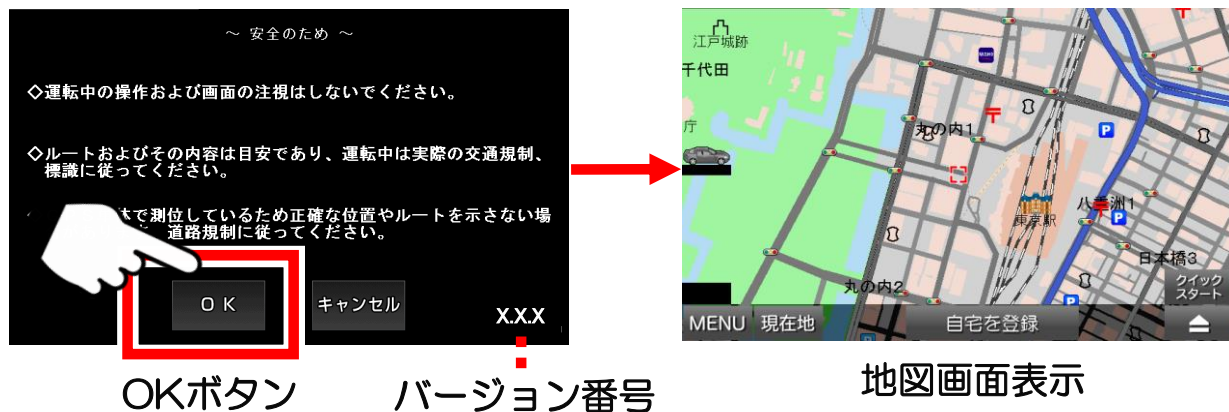 ～ 安全のため ～
◇運転中の操作および画面の注視はしないでください。
◇ルートおよびその内容は目安であり、運転中は実際の交通規制、
標識に従ってください。
で測位しているため正確な位置やルートを示さない場
道路規制に従ってください。
OK
キャンセル
X.X.X
OKボタン
バージョン番号
江戸城跡
千代田
庁
丸の内1
八重洲1
東京駅
日本橋3
丸の内2
クイック
スタート
MENU
現在地
自宅を登録
地図画面表示